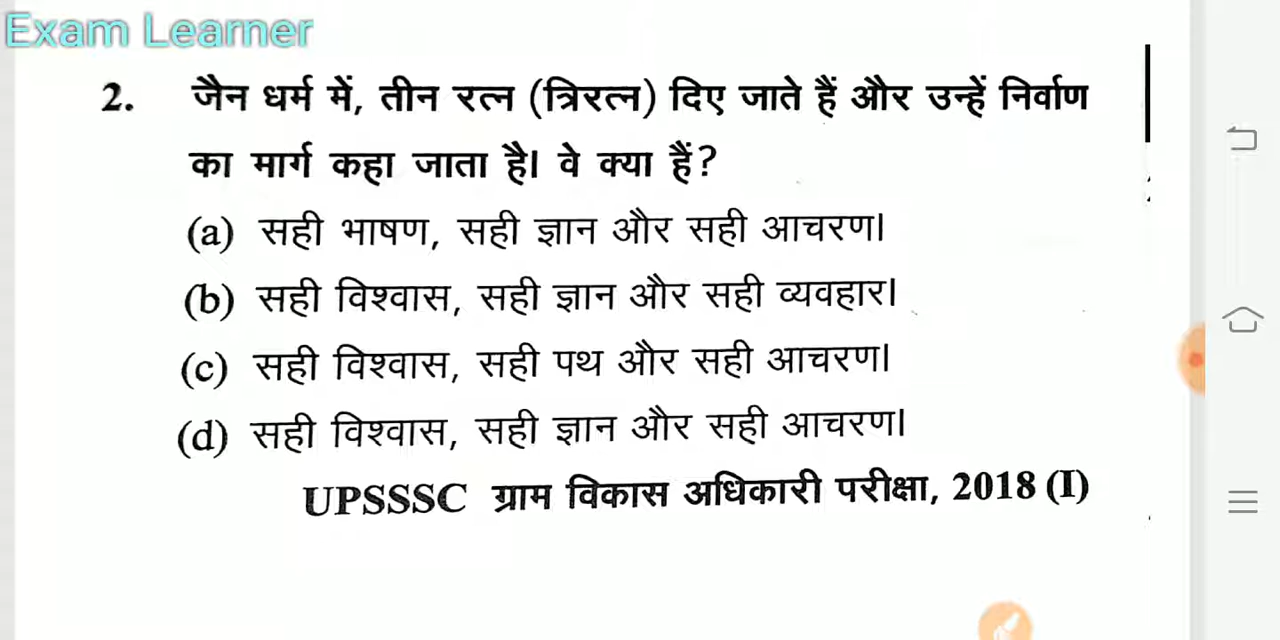 Exam Learner
2. जैन धर्म में, तीन रत्न (त्रिरत्न) दिए जाते हैं और उन्हें निर्वाण
का मार्ग कहा जाता है। वे क्या हैं?
(a) सही भाषण, सही ज्ञान और सही आचरण।
(b) सही विश्वास, सही ज्ञान और सही व्यवहार।
(c) सही विश्वास, सही पथ और सही आचरण।
(d) सही विश्वास, सही ज्ञान और सही आचरण।
UPSSSC ग्राम विकास अधिकारी परीक्षा, 2018 (I)